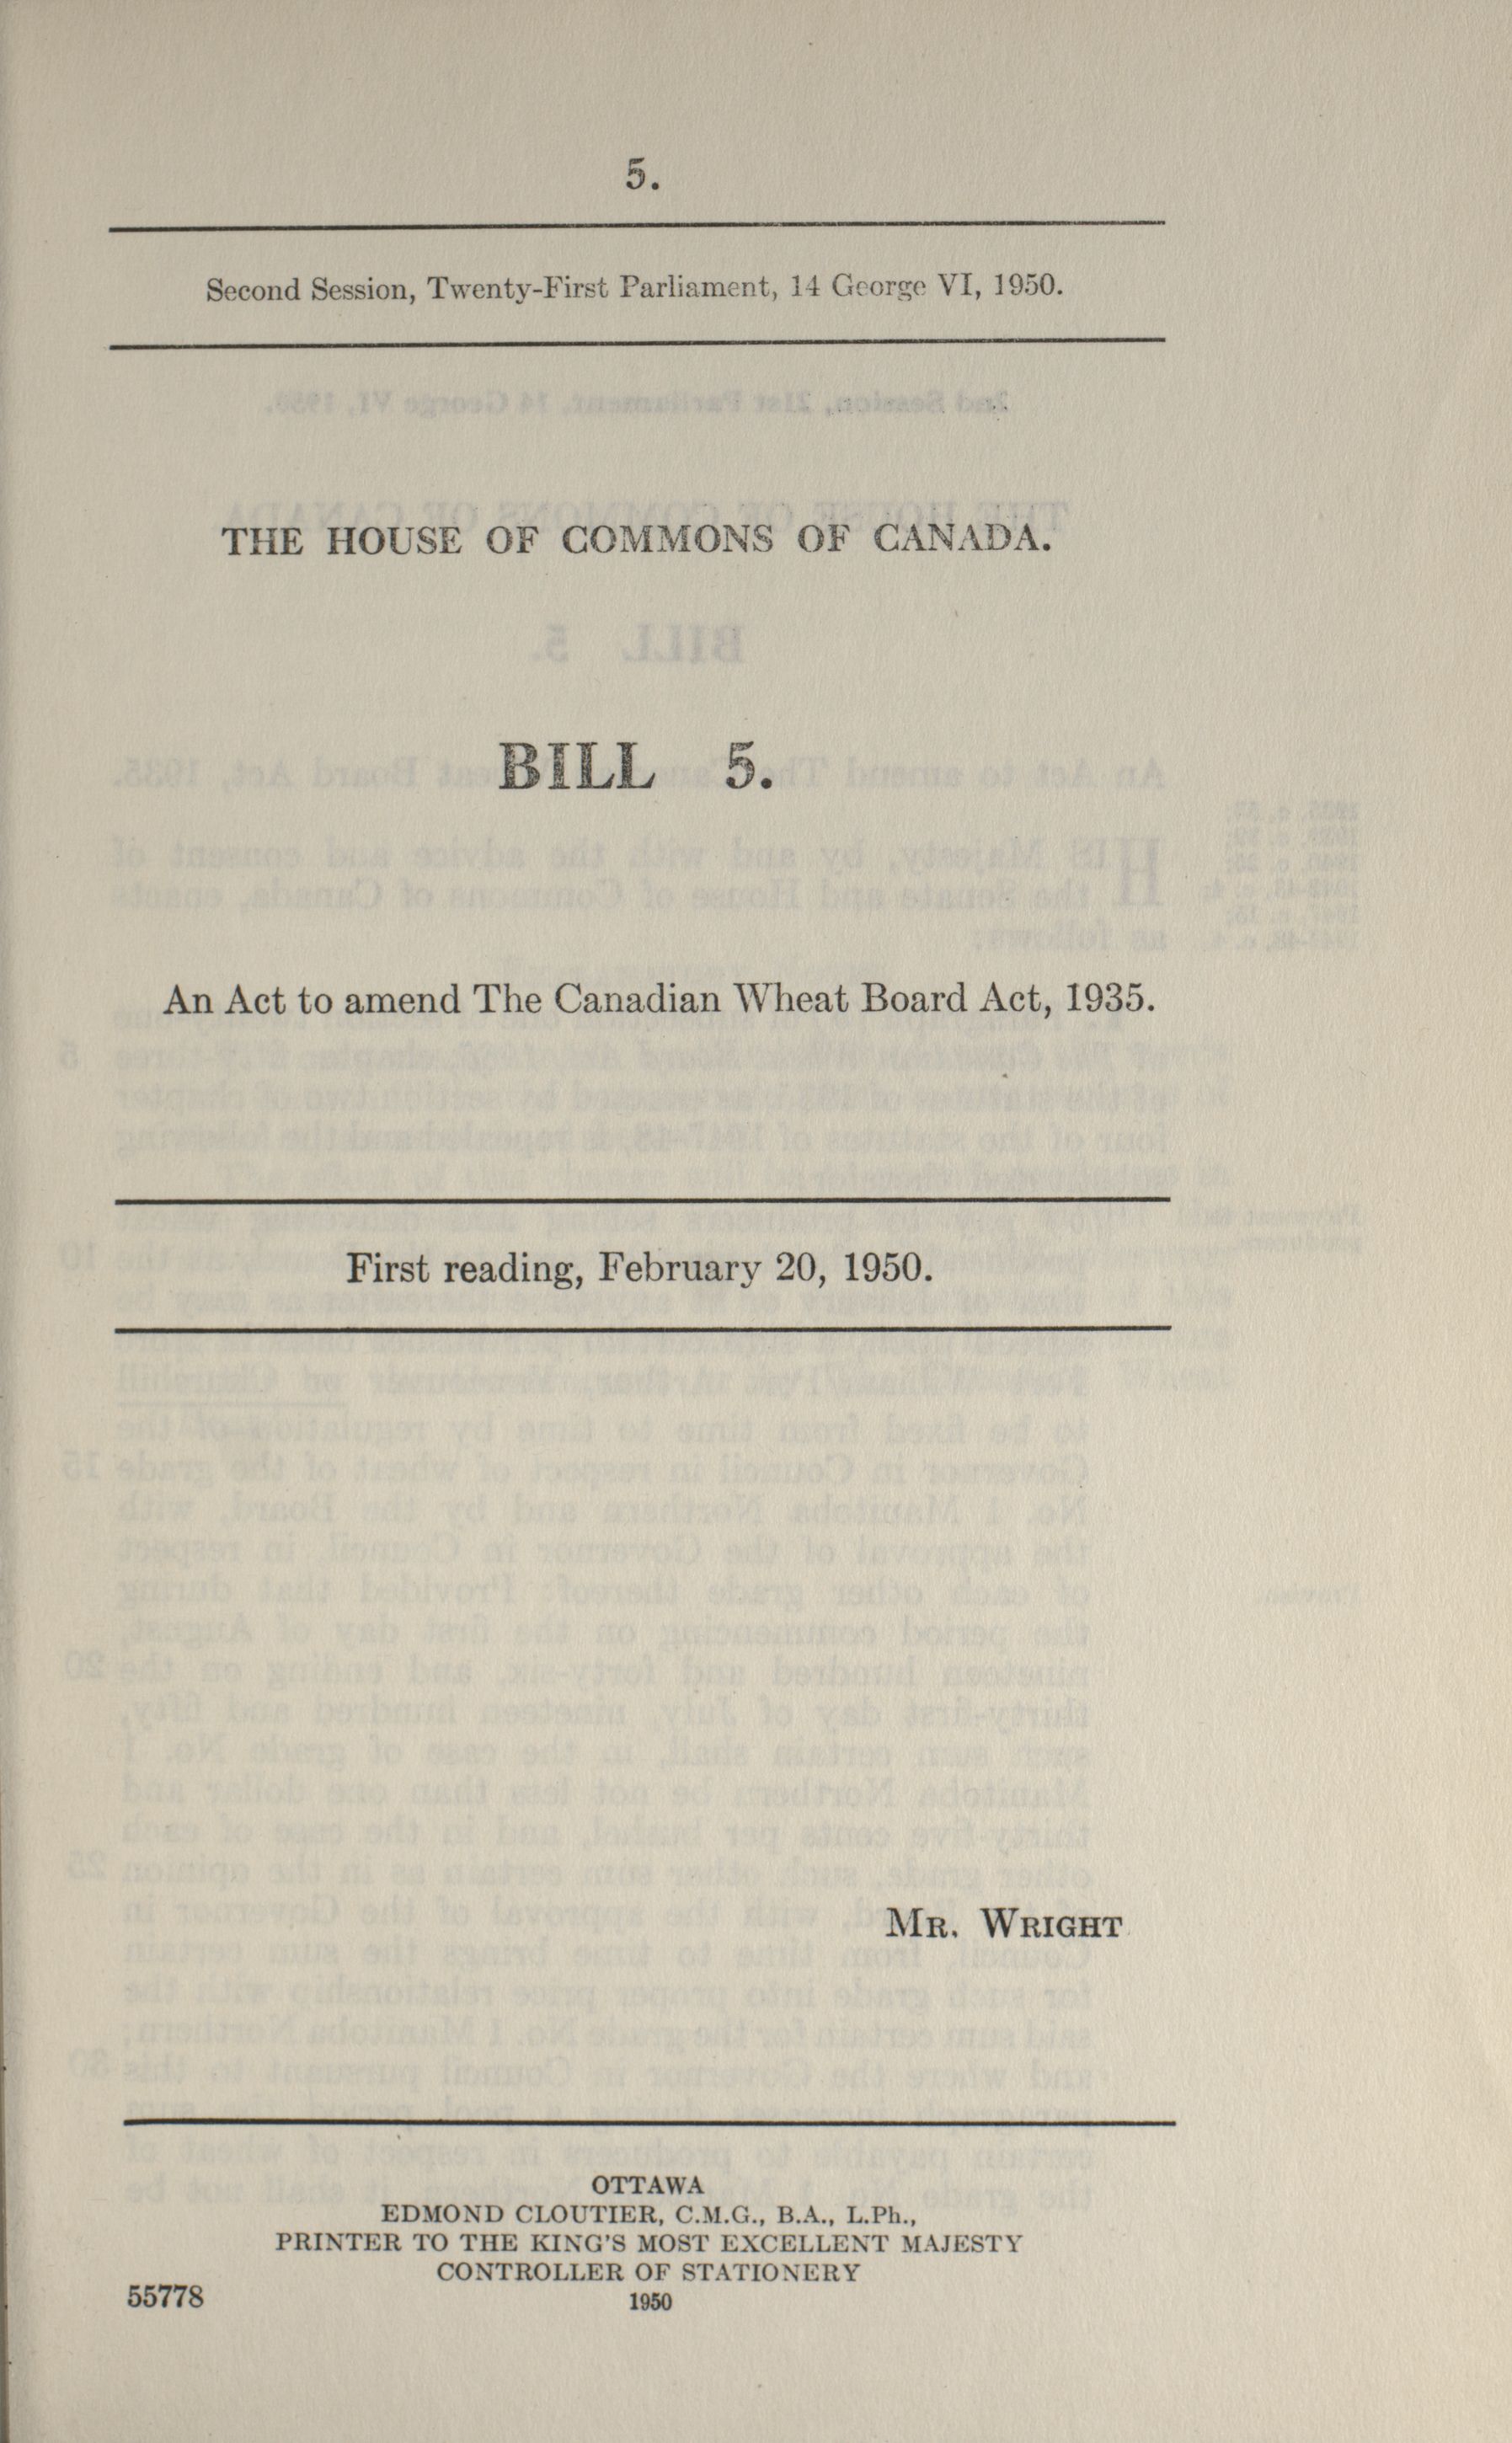 5.
Second Session, Twenty-First Parliament, 14 George VI, 1950.
THE HOUSE OF COMMONS OF CANADA.
BILL 5.
An Act to amend The Canadian Wheat Board Act, 1935.
First reading, February 20, 1950.
MR. WRIGHT
OTTAWA
EDMOND CLOUTIER, C.M.G., B.A., L.Ph.,
PRINTER TO THE KING'S MOST EXCELLENT MAJESTY
CONTROLLER OF STATIONERY
55778 1950